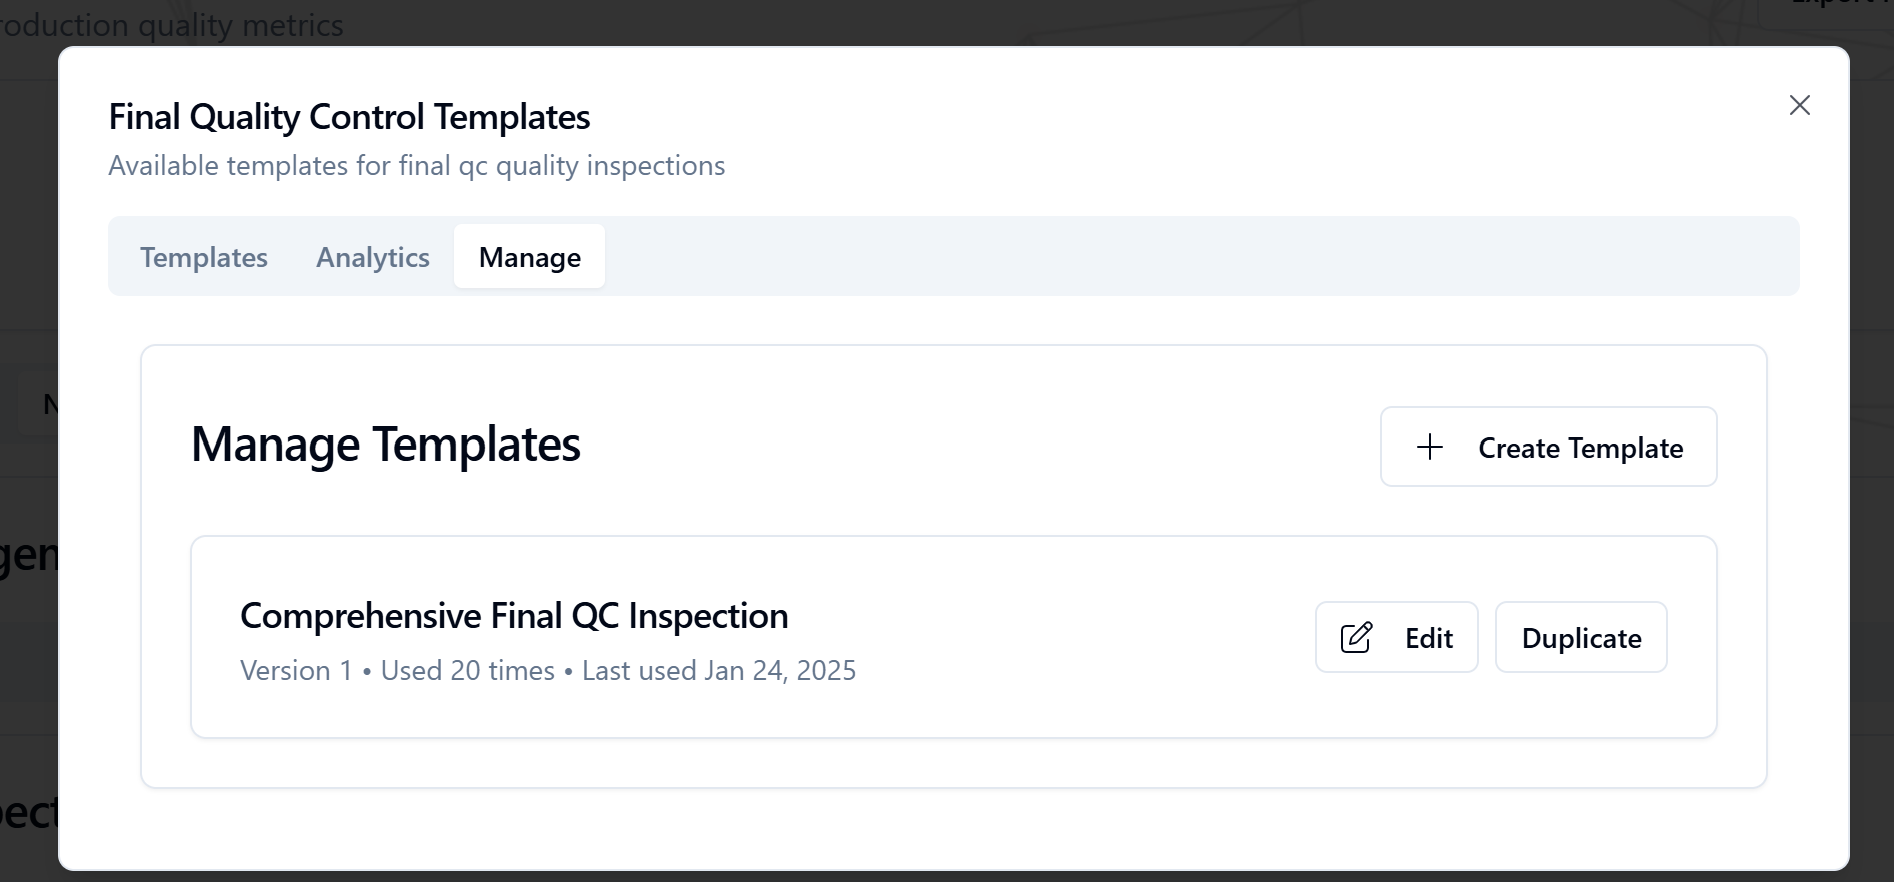 production quality metrics
Final Quality Control Templates
Available templates for final qc quality inspections
Templates Analytics Manage
Manage Templates
Create Template
Comprehensive Final QC Inspection
Version 1 • Used 20 times • Last used Jan 24, 2025
Edit Duplicate